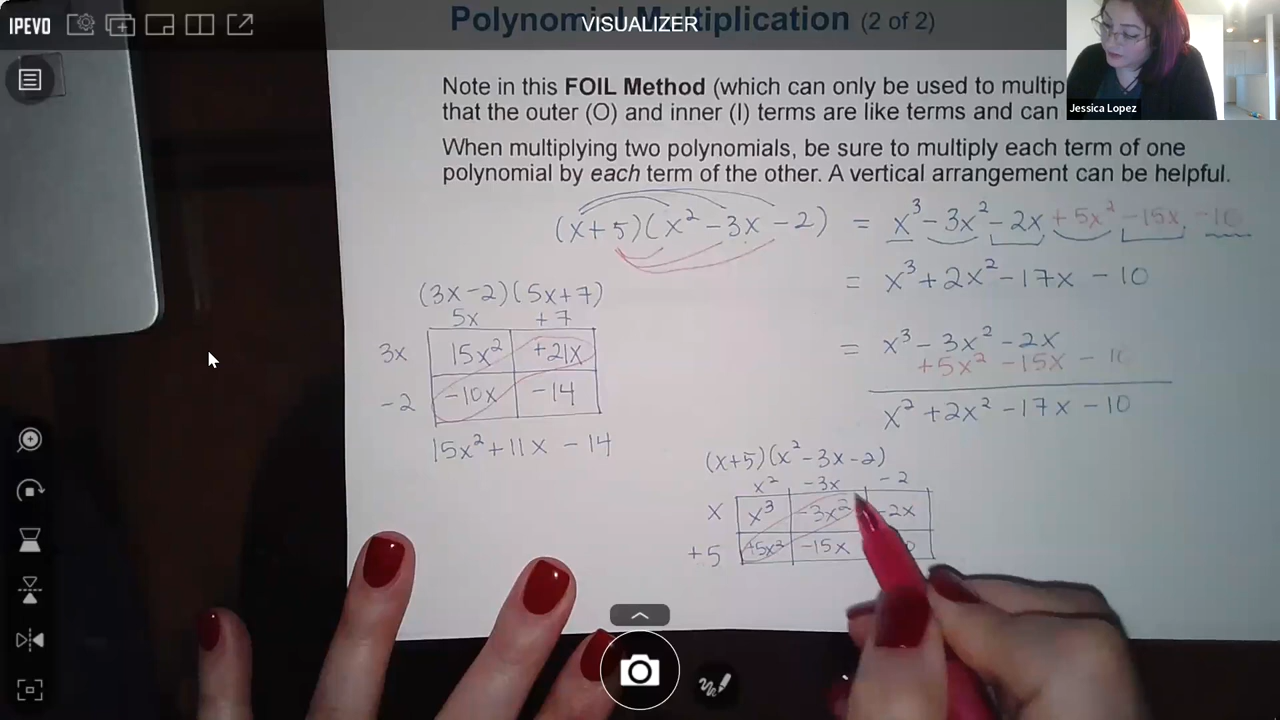 IPEVO
VISUALIZER
Polynomial Multiplication (2 of 2)
Jessica Lopez
Note in this FOIL Method (which can only be used to
that the outer (O) and inner (I) terms are like terms and can
When multiplying two polynomials, be sure to multiply each term of one
polynomial by each term of the other. A vertical arrangement can be helpful.
(x+5)(x² -3x -2) = x³ -3x² -2x +5x² -15x -10
= x³ +2x² -17x -10
(3x-2)(5x+7)
5x +7
3x 15x² +21x
-2 -10x -14
15x² +11x -14
= x³ -3x² -2x
+5x² -15x -10
x² +2x² -17x -10
(x+5)(x² -3x -2)
x² -3x -2
x x³ -3x² -2x
+5 +5x² -15x